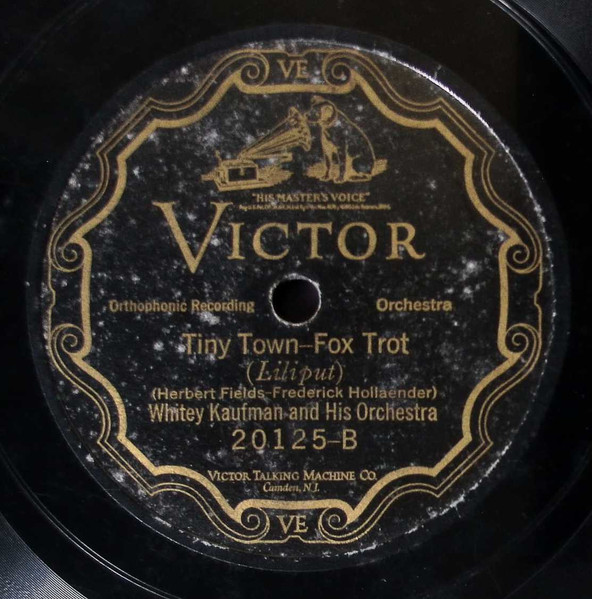 VE
"HIS MASTER'S VOICE"
VICTOR
Orthophonic Recording Orchestra
Tiny Town-Fox Trot
(Liliput)
(Herbert Fields-Frederick Hollaender)
Whitey Kaufman and His Orchestra
20125-B
VICTOR TALKING MACHINE CO.
Camden, N.J.
VE